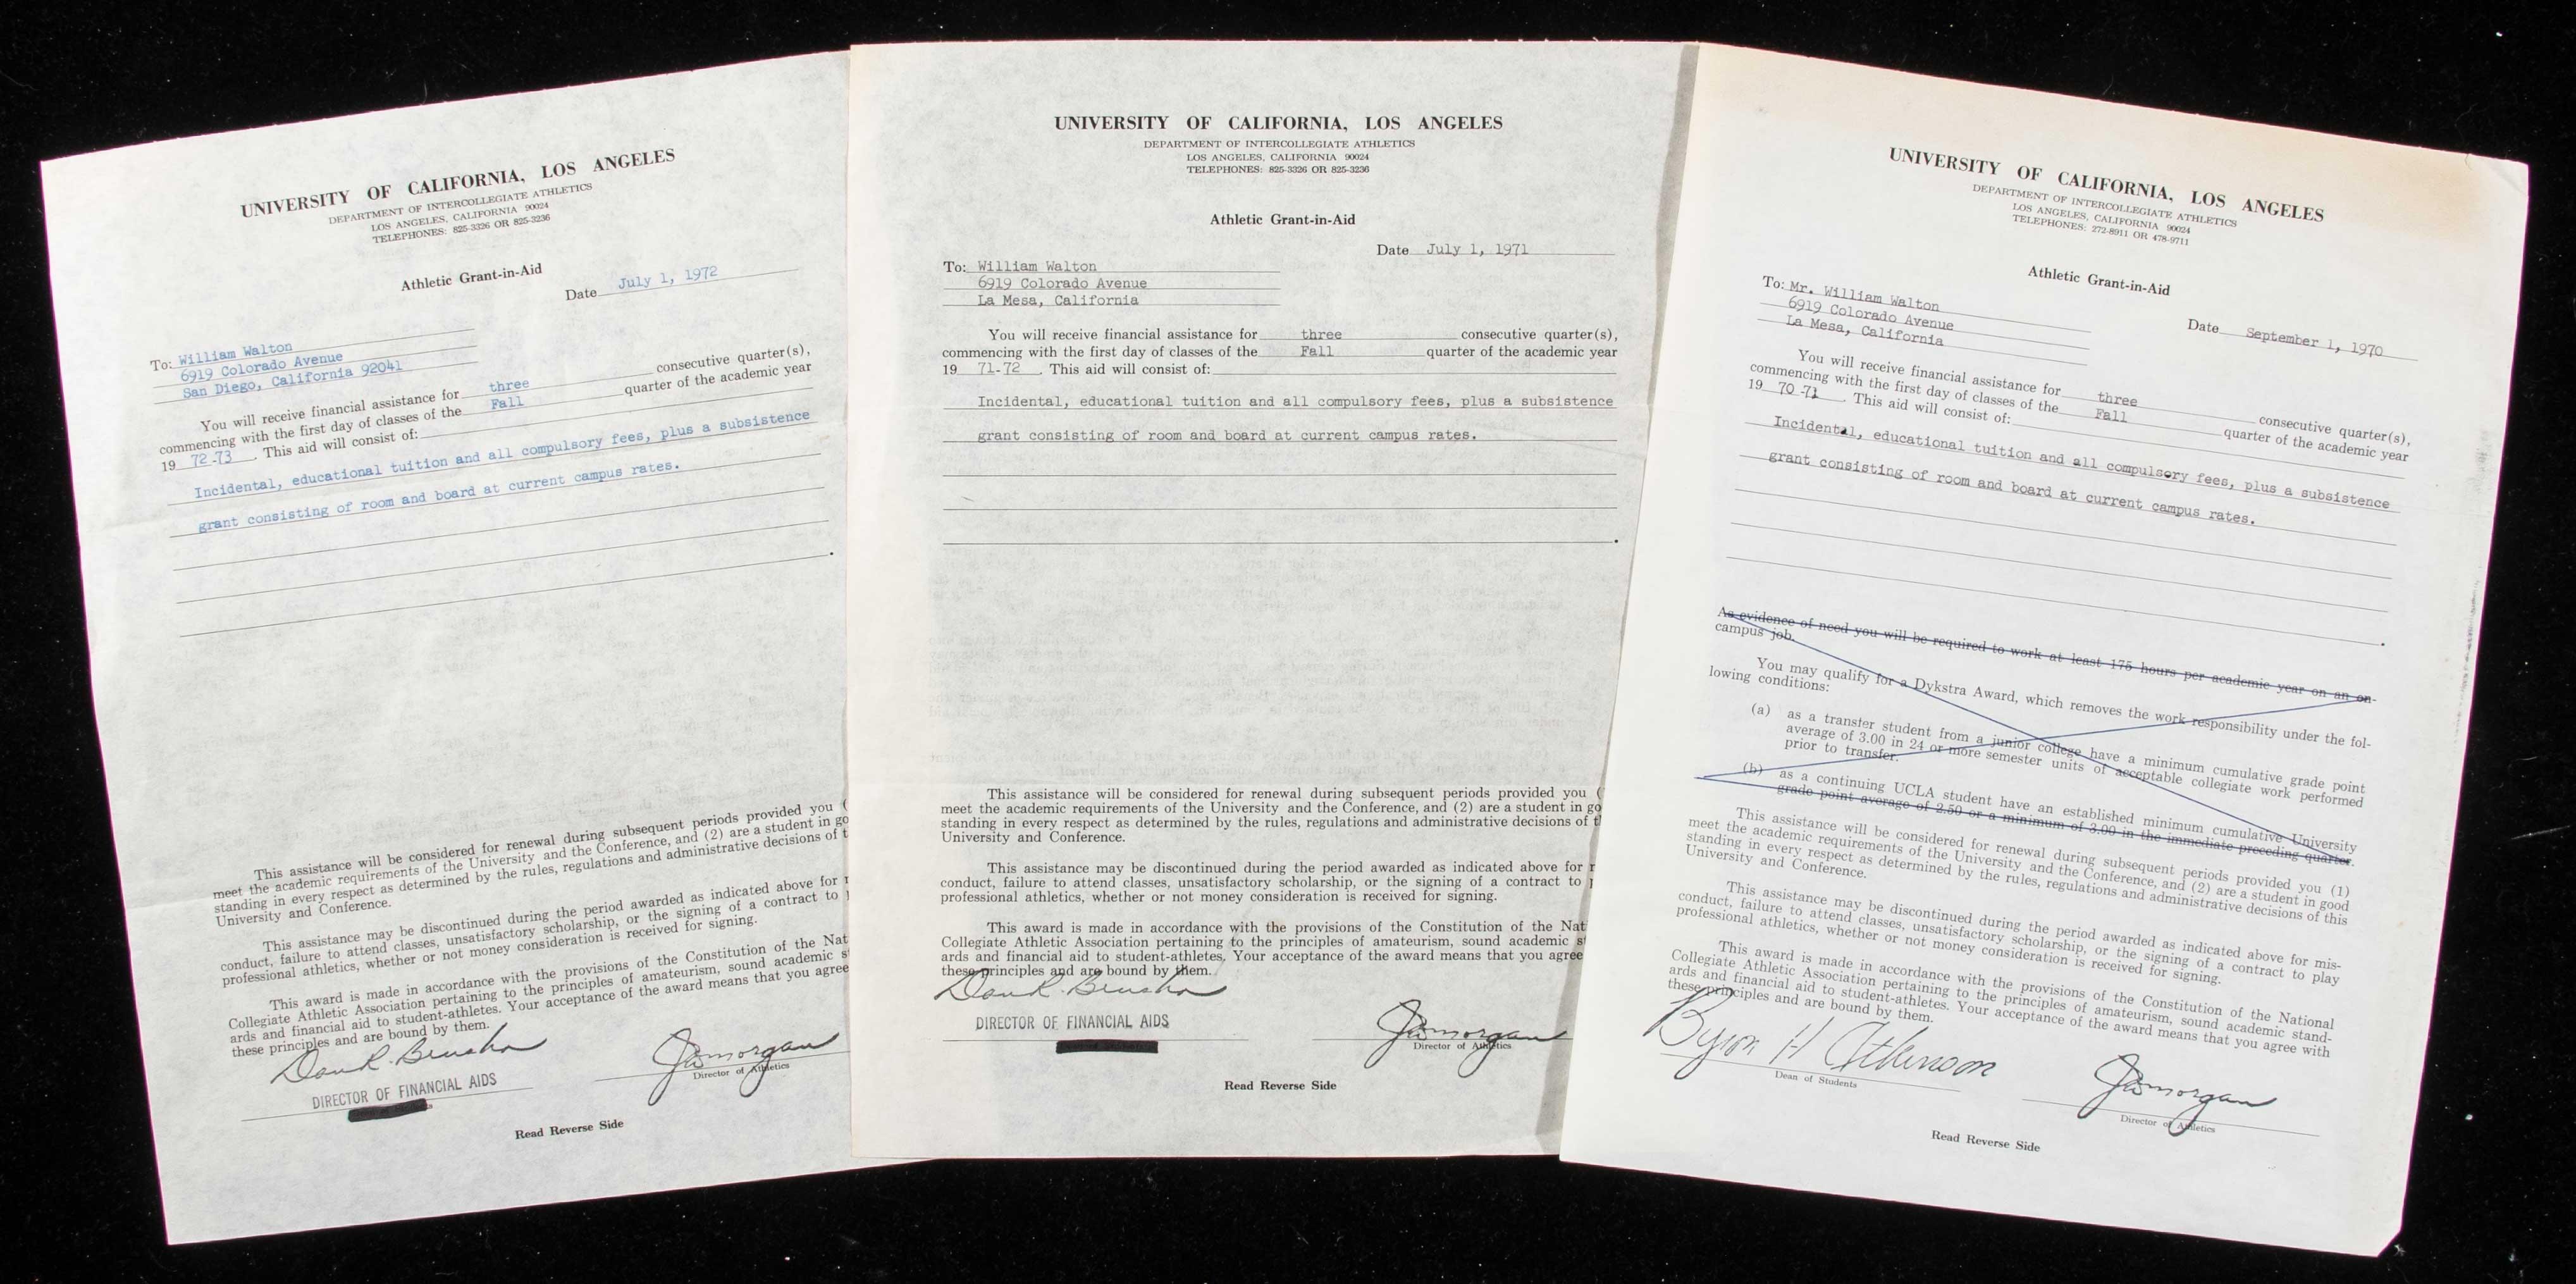 UNIVERSITY OF CALIFORNIA, LOS ANGELES
DEPARTMENT OF INTERCOLLEGIATE ATHLETICS
LOS ANGELES, CALIFORNIA 90024
TELEPHONES: 825-3326 OR 825-3236
Athletic Grant-in-Aid
Date July 1, 1972
To: William Walton
6919 Colorado Avenue
San Diego, California 92041
You will receive financial assistance for three consecutive quarter(s),
commencing with the first day of classes of the Fall quarter of the academic year
19 72-73 . This aid will consist of:
Incidental, educational tuition and all compulsory fees, plus a subsistence
grant consisting of room and board at current campus rates.
This assistance will be considered for renewal during subsequent periods provided you (
meet the academic requirements of the University and the Conference, and (2) are a student in go
standing in every respect as determined by the rules, regulations and administrative decisions of t
University and Conference.
This assistance may be discontinued during the period awarded as indicated above for
conduct, failure to attend classes, unsatisfactory scholarship, or the signing of a contract to
professional athletics, whether or not money consideration is received for signing.
This award is made in accordance with the provisions of the Constitution of the Nat
Collegiate Athletic Association pertaining to the principles of amateurism, sound academic s
ards and financial aid to student-athletes. Your acceptance of the award means that you agree
these principles and are bound by them.
DIRECTOR OF FINANCIAL AIDS
JDMorgan
Director of Athletics
Read Reverse Side
UNIVERSITY OF CALIFORNIA, LOS ANGELES
DEPARTMENT OF INTERCOLLEGIATE ATHLETICS
LOS ANGELES, CALIFORNIA 90024
TELEPHONES: 825-3326 OR 825-3236
Athletic Grant-in-Aid
Date July 1, 1971
To: William Walton
6919 Colorado Avenue
La Mesa, California
You will receive financial assistance for three consecutive quarter(s),
commencing with the first day of classes of the Fall quarter of the academic year
19 71-72 . This aid will consist of:
Incidental, educational tuition and all compulsory fees, plus a subsistence
grant consisting of room and board at current campus rates.
This assistance will be considered for renewal during subsequent periods provided you (
meet the academic requirements of the University and the Conference, and (2) are a student in go
standing in every respect as determined by the rules, regulations and administrative decisions of t
University and Conference.
This assistance may be discontinued during the period awarded as indicated above for
conduct, failure to attend classes, unsatisfactory scholarship, or the signing of a contract to
professional athletics, whether or not money consideration is received for signing.
This award is made in accordance with the provisions of the Constitution of the Nat
Collegiate Athletic Association pertaining to the principles of amateurism, sound academic s
ards and financial aid to student-athletes. Your acceptance of the award means that you agree
these principles and are bound by them.
DIRECTOR OF FINANCIAL AIDS
JDMorgan
Director of Athletics
Read Reverse Side
UNIVERSITY OF CALIFORNIA, LOS ANGELES
DEPARTMENT OF INTERCOLLEGIATE ATHLETICS
LOS ANGELES, CALIFORNIA 90024
TELEPHONES: 272-8911 OR 478-9711
Athletic Grant-in-Aid
Date September 1, 1970
To: Mr. William Walton
6919 Colorado Avenue
La Mesa, California
You will receive financial assistance for three consecutive quarter(s),
commencing with the first day of classes of the Fall quarter of the academic year
19 70-71 . This aid will consist of:
Incidental, educational tuition and all compulsory fees, plus a subsistence
grant consisting of room and board at current campus rates.
As evidence of need you will be required to work at least 175 hours per academic year on an on-
campus job.
You may qualify for a Dykstra Award, which removes the work responsibility under the fol-
lowing conditions:
(a) as a transfer student from a junior college have a minimum cumulative grade point
average of 3.00 in 24 or more semester units of acceptable collegiate work performed
prior to transfer.
(b) as a continuing UCLA student have an established minimum cumulative University
grade point average of 2.50 or a minimum of 3.00 in the immediate preceding quarter.
This assistance will be considered for renewal during subsequent periods provided you (1)
meet the academic requirements of the University and the Conference, and (2) are a student in good
standing in every respect as determined by the rules, regulations and administrative decisions of this
University and Conference.
This assistance may be discontinued during the period awarded as indicated above for mis-
conduct, failure to attend classes, unsatisfactory scholarship, or the signing of a contract to play
professional athletics, whether or not money consideration is received for signing.
This award is made in accordance with the provisions of the Constitution of the National
Collegiate Athletic Association pertaining to the principles of amateurism, sound academic stand-
ards and financial aid to student-athletes. Your acceptance of the award means that you agree with
these principles and are bound by them.
Byron H Atkinson
Dean of Students
JDMorgan
Director of Athletics
Read Reverse Side